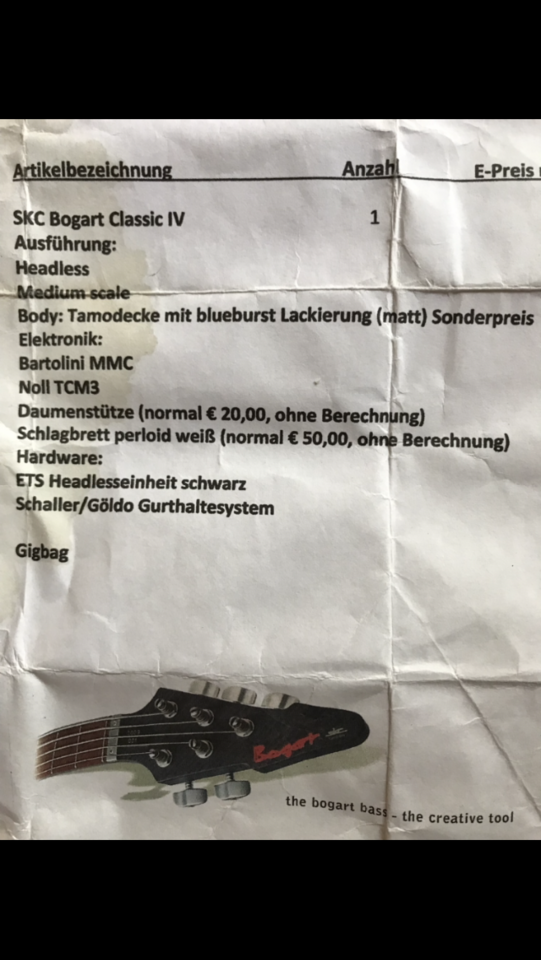 Artikelbezeichnung Anzahl E-Preis
SKC Bogart Classic IV 1
Ausführung:
Headless
Medium scale
Body: Tamodecke mit blueburst Lackierung (matt) Sonderpreis
Elektronik:
Bartolini MMC
Noll TCM3
Daumenstütze (normal € 20,00, ohne Berechnung)
Schlagbrett perloid weiß (normal € 50,00, ohne Berechnung)
Hardware:
ETS Headlesseinheit schwarz
Schaller/Göldo Gurthaltesystem
Gigbag
Bogart
the bogart bass - the creative tool